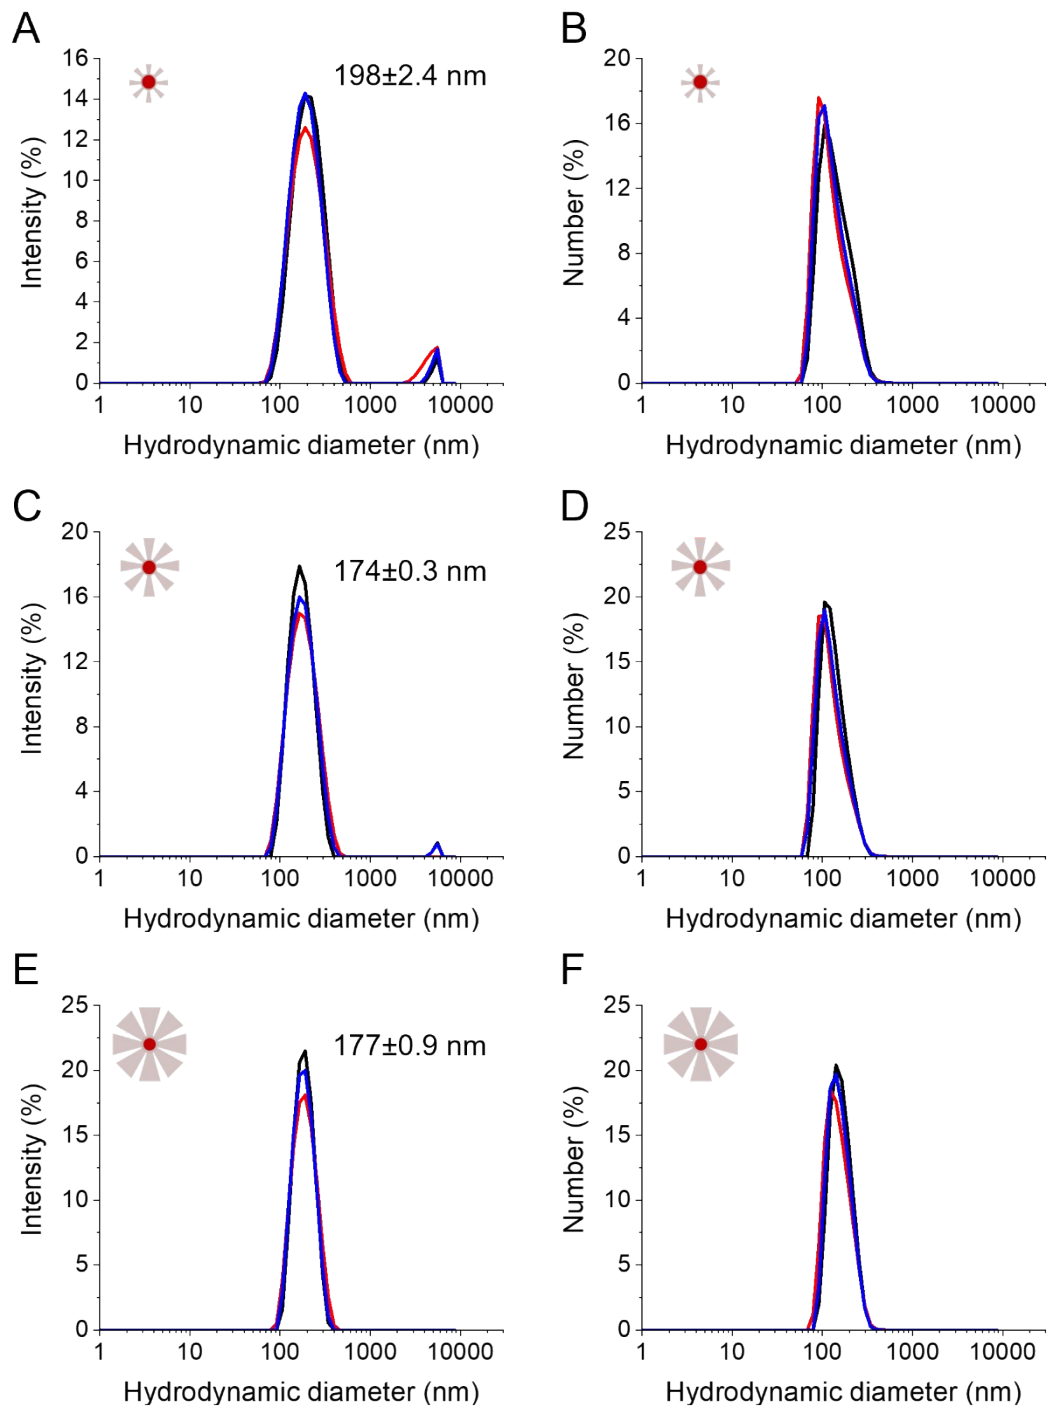 A
198±2.4 nm
Intensity (%)
16
14
12
10
8
6
4
2
0
1 10 100 1000 10000
Hydrodynamic diameter (nm)
B
Number (%)
20
16
12
8
4
0
1 10 100 1000 10000
Hydrodynamic diameter (nm)
C
174±0.3 nm
Intensity (%)
20
16
12
8
4
0
1 10 100 1000 10000
Hydrodynamic diameter (nm)
D
Number (%)
25
20
15
10
5
0
1 10 100 1000 10000
Hydrodynamic diameter (nm)
E
177±0.9 nm
Intensity (%)
25
20
15
10
5
0
1 10 100 1000 10000
Hydrodynamic diameter (nm)
F
Number (%)
25
20
15
10
5
0
1 10 100 1000 10000
Hydrodynamic diameter (nm)